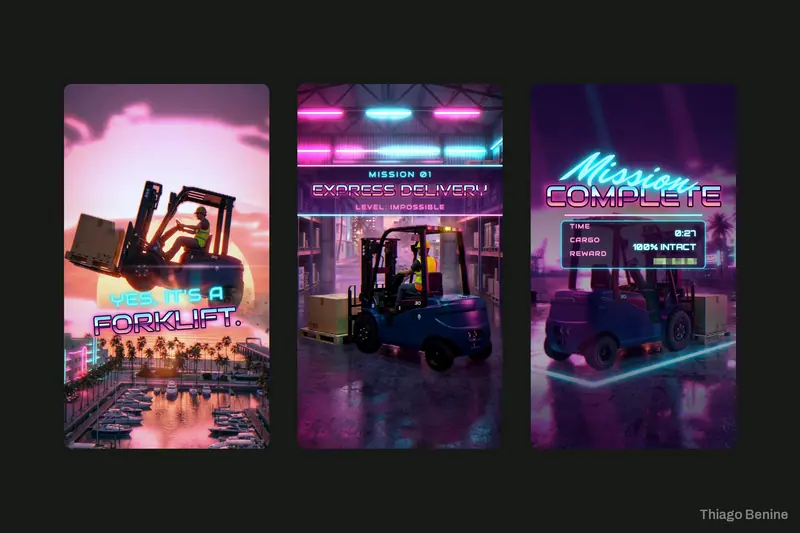 YES, IT'S A
FORKLIFT.
MISSION 01
EXPRESS DELIVERY
LEVEL: IMPOSSIBLE
Mission
COMPLETE
TIME 0:27
CARGO 100% INTACT
REWARD
Thiago Benine